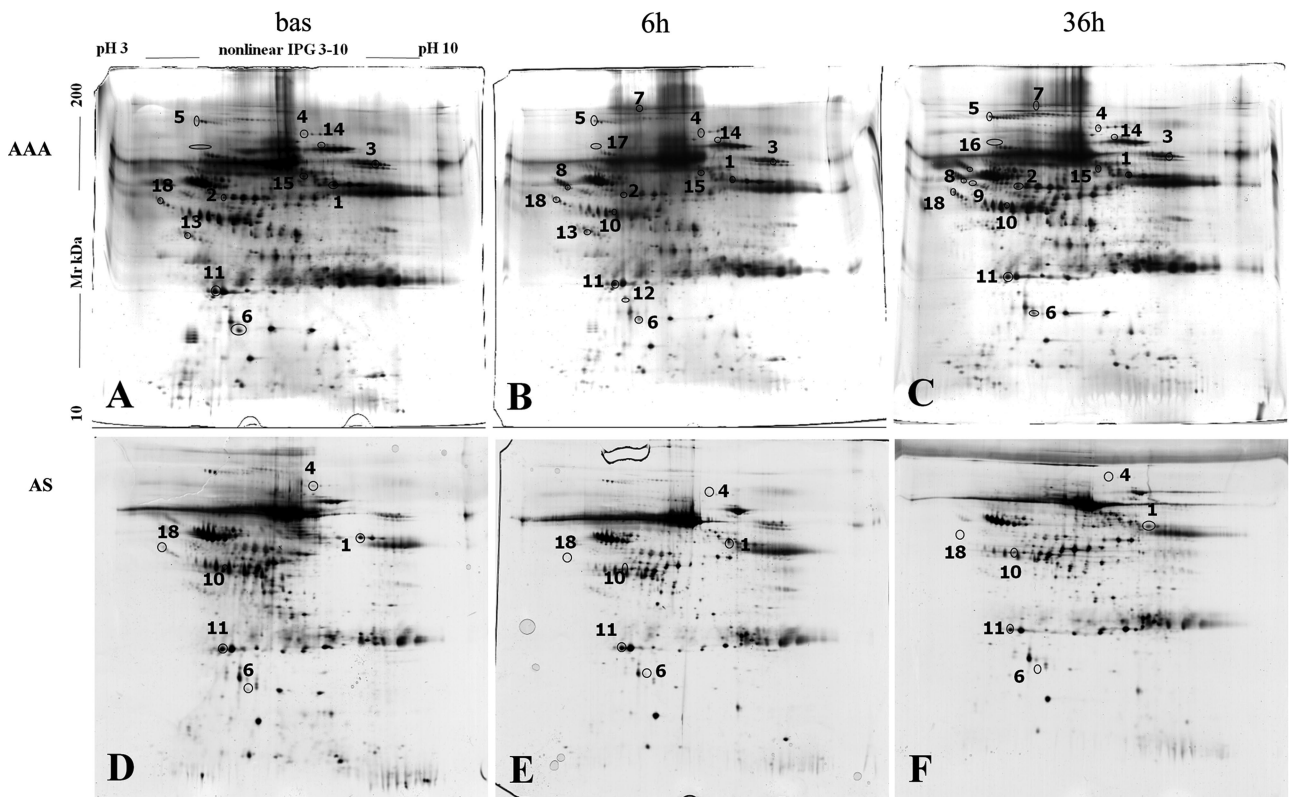 bas 6h 36h
pH 3 nonlinear IPG 3-10 pH 10
200
Mr kDa
10
AAA
5 4 14 3 18 2 15 1 13 11 6
A
7 5 4 14 17 3 8 1 15 18 2 10 13 11 12 6
B
7 5 4 14 16 3 8 1 15 2 9 18 10 11 6
C
AS
4 18 1 10 11 6
D
4 18 1 10 11 6
E
4 1 18 10 11 6
F